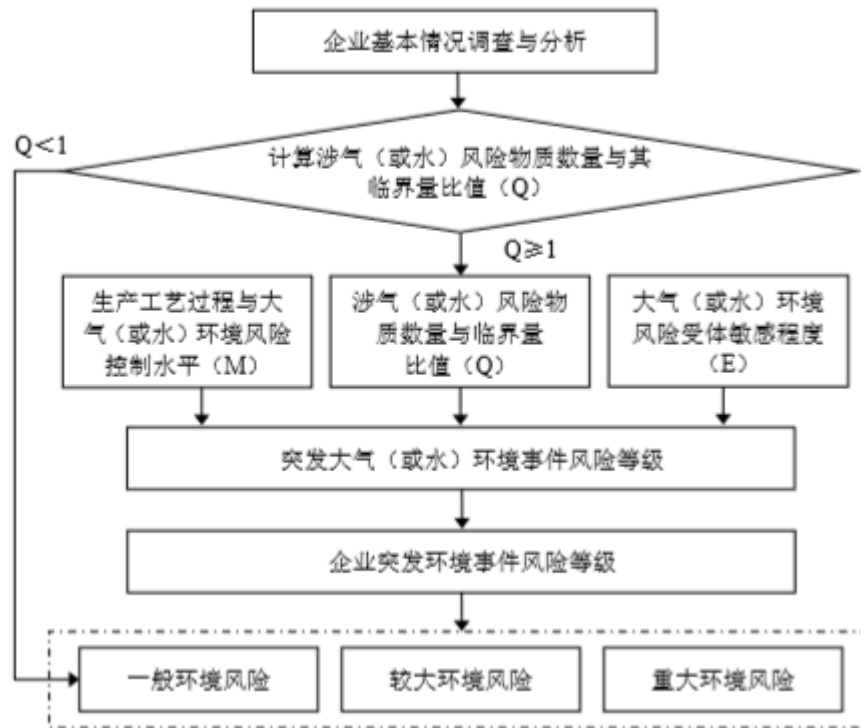 企业基本情况调查与分析
Q＜1
计算涉气（或水）风险物质数量与其
临界量比值（Q）
Q≥1
生产工艺过程与大
气（或水）环境风险
控制水平（M）
涉气（或水）风险物
质数量与临界量
比值（Q）
大气（或水）环境
风险受体敏感程度
（E）
突发大气（或水）环境事件风险等级
企业突发环境事件风险等级
一般环境风险
较大环境风险
重大环境风险